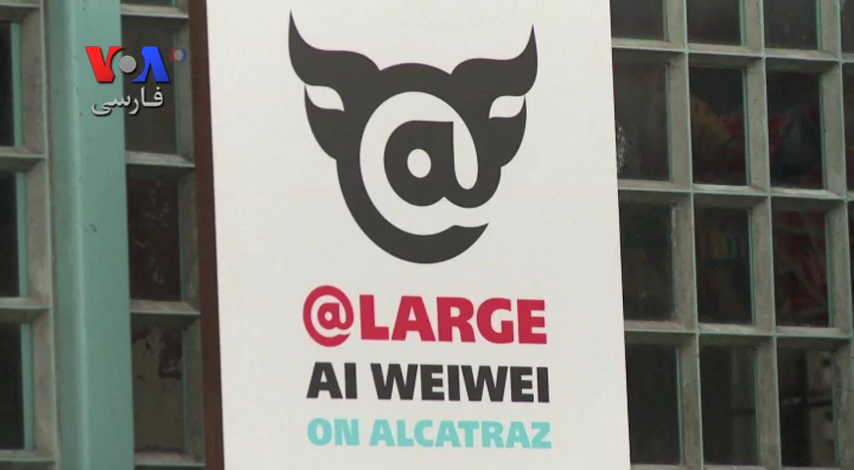 VOA
فارسی
@
@LARGE
AI WEIWEI
ON ALCATRAZ